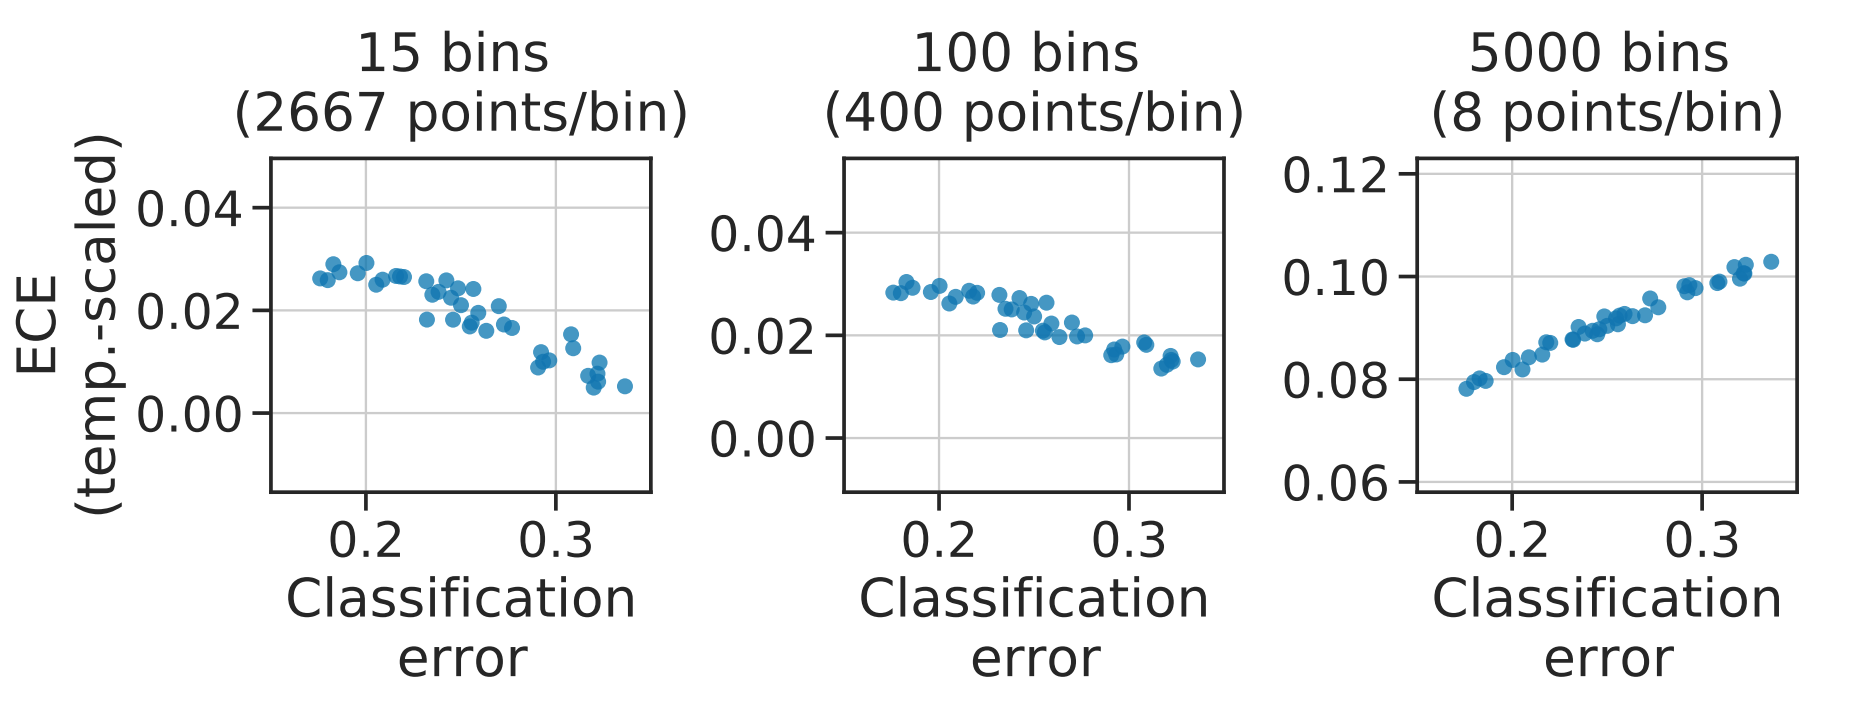 15 bins
(2667 points/bin)
100 bins
(400 points/bin)
5000 bins
(8 points/bin)
ECE
(temp.-scaled)
0.04
0.02
0.00
0.2
0.3
Classification
error
0.04
0.02
0.00
0.2
0.3
Classification
error
0.12
0.10
0.08
0.06
0.2
0.3
Classification
error